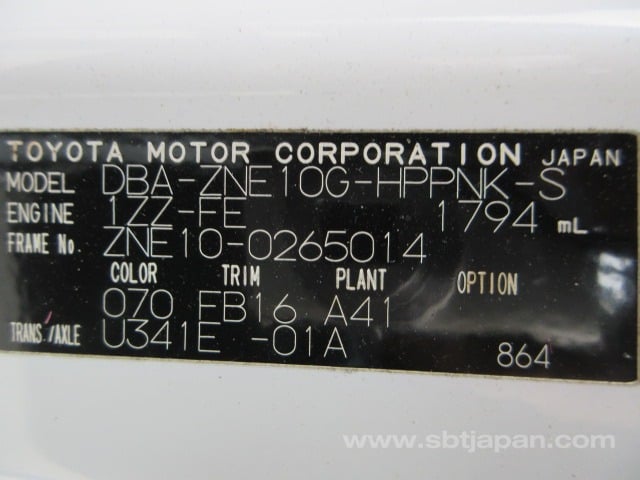 TOYOTA MOTOR CORPORATION JAPAN
MODEL DBA-ZNE10G-HPPNK-S
ENGINE 1ZZ-FE 1794 mL
FRAME No. ZNE10-0265014
COLOR TRIM PLANT OPTION
070 FB16 A41
TRANS./AXLE U341E -01A 864
www.sbtjapan.com